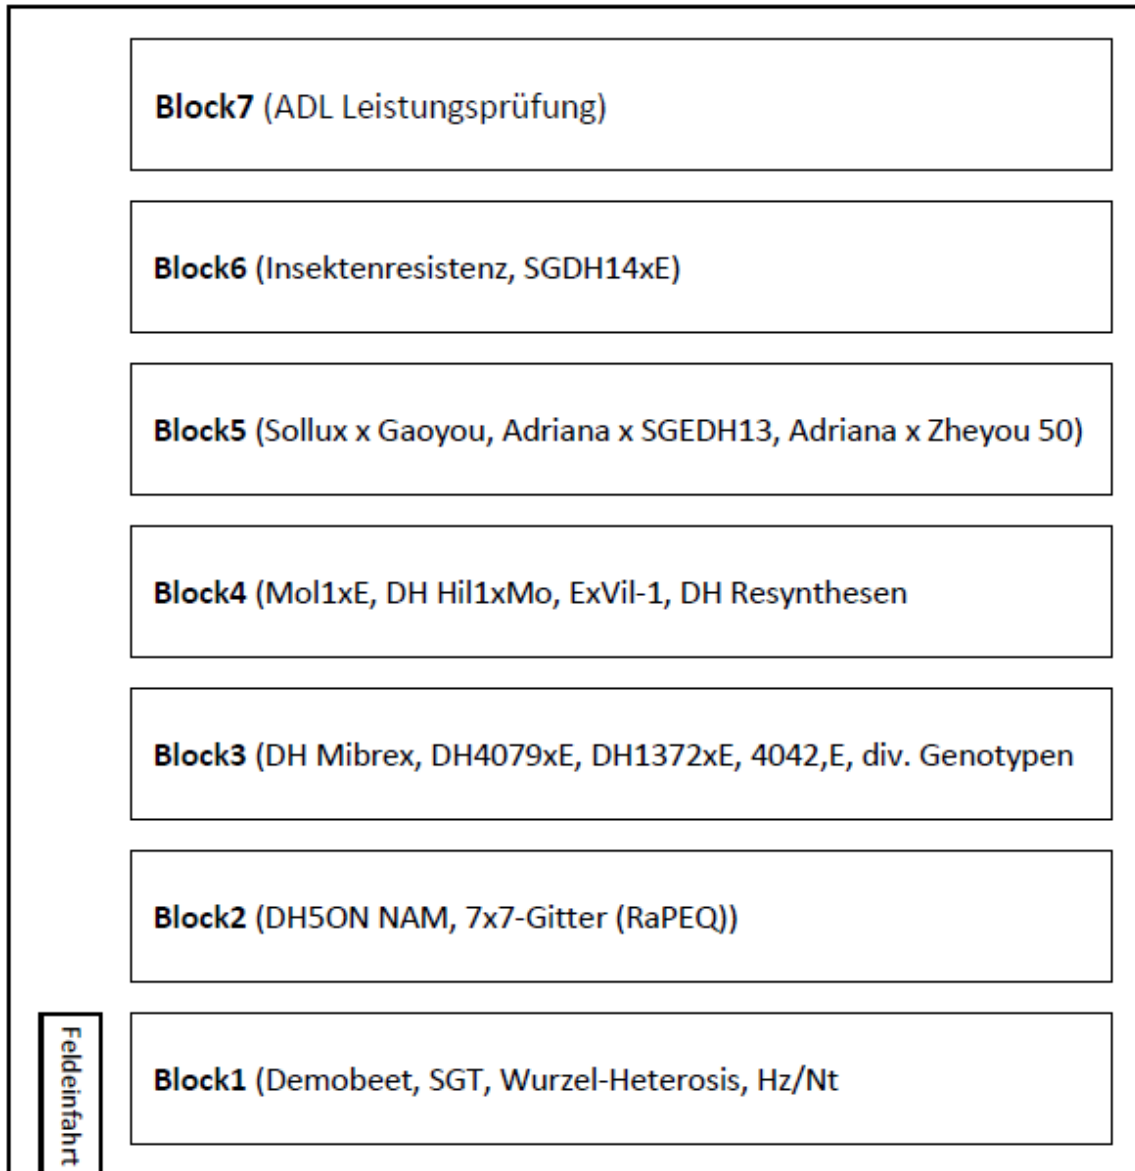 Block7 (ADL Leistungsprüfung)
Block6 (Insektenresistenz, SGDH14xE)
Block5 (Sollux x Gaoyou, Adriana x SGEDH13, Adriana x Zheyou 50)
Block4 (Mol1xE, DH Hil1xMo, ExVil-1, DH Resynthesen
Block3 (DH Mibrex, DH4079xE, DH1372xE, 4042,E, div. Genotypen
Block2 (DH5ON NAM, 7x7-Gitter (RaPEQ))
Feldeinfahrt
Block1 (Demobeet, SGT, Wurzel-Heterosis, Hz/Nt